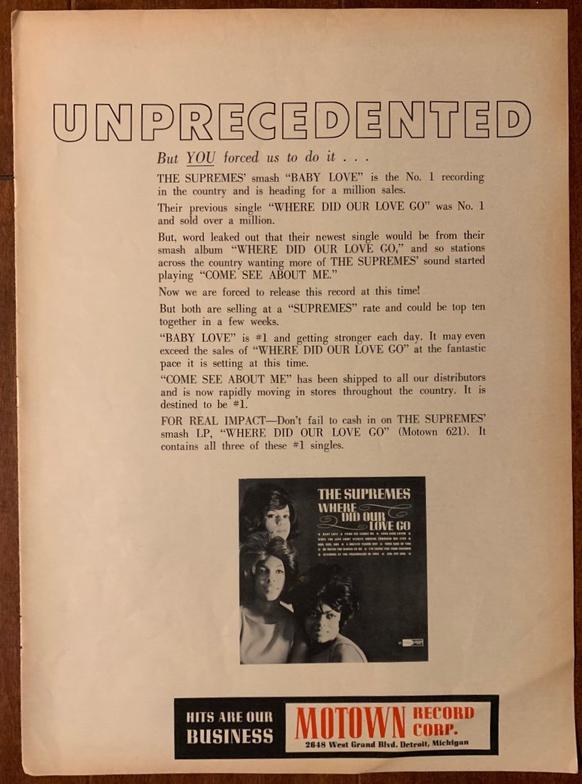 UNPRECEDENTED
But YOU forced us to do it . . .
THE SUPREMES' smash "BABY LOVE" is the No. 1 recording
in the country and is heading for a million sales.
Their previous single "WHERE DID OUR LOVE GO" was No. 1
and sold over a million.
But, word leaked out that their newest single would be from their
smash album "WHERE DID OUR LOVE GO," and so stations
across the country wanting more of THE SUPREMES' sound started
playing "COME SEE ABOUT ME."
Now we are forced to release this record at this time!
But both are selling at a "SUPREMES" rate and could be top ten
together in a few weeks.
"BABY LOVE" is #1 and getting stronger each day. It may even
exceed the sales of "WHERE DID OUR LOVE GO" at the fantastic
pace it is setting at this time.
"COME SEE ABOUT ME" has been shipped to all our distributors
and is now rapidly moving in stores throughout the country. It is
destined to be #1.
FOR REAL IMPACT—Don't fail to cash in on THE SUPREMES'
smash LP, "WHERE DID OUR LOVE GO" (Motown 621). It
contains all three of these #1 singles.
THE SUPREMES
WHERE
DID OUR
LOVE GO
HITS ARE OUR
BUSINESS
MOTOWN RECORD
CORP.
2648 West Grand Blvd. Detroit, Michigan